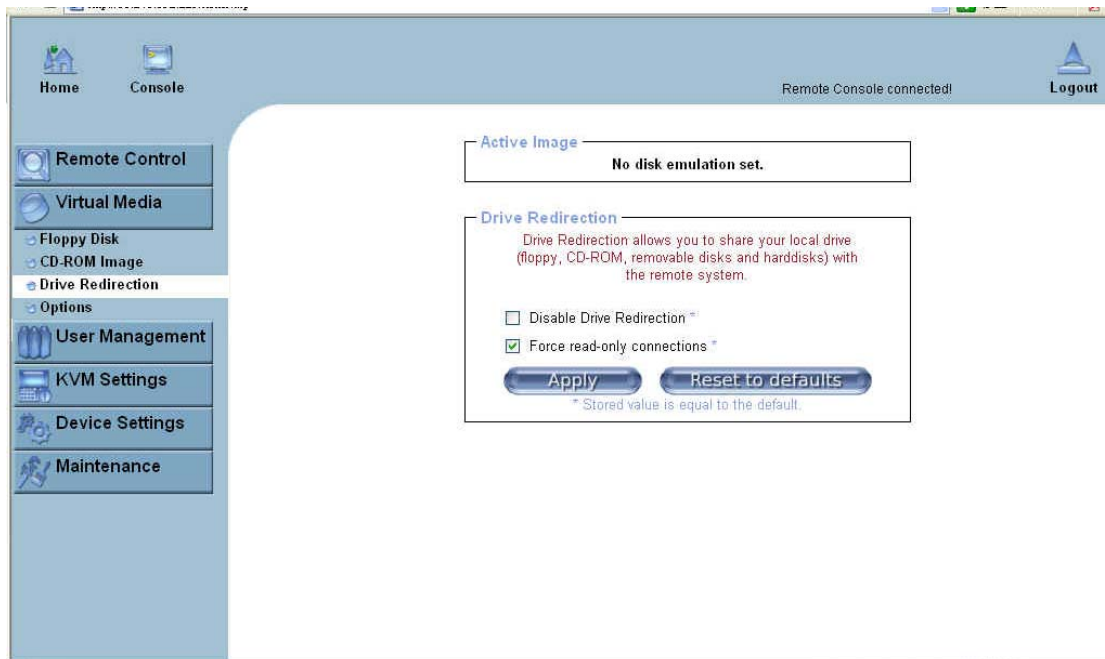 Home
Console
Remote Console connected!
Logout
Remote Control
Virtual Media
Floppy Disk
CD-ROM Image
Drive Redirection
Options
User Management
KVM Settings
Device Settings
Maintenance
Active Image
No disk emulation set.
Drive Redirection
Drive Redirection allows you to share your local drive
(floppy, CD-ROM, removable disks and harddisks) with
the remote system.
Disable Drive Redirection *
Force read-only connections *
Apply
Reset to defaults
* Stored value is equal to the default.